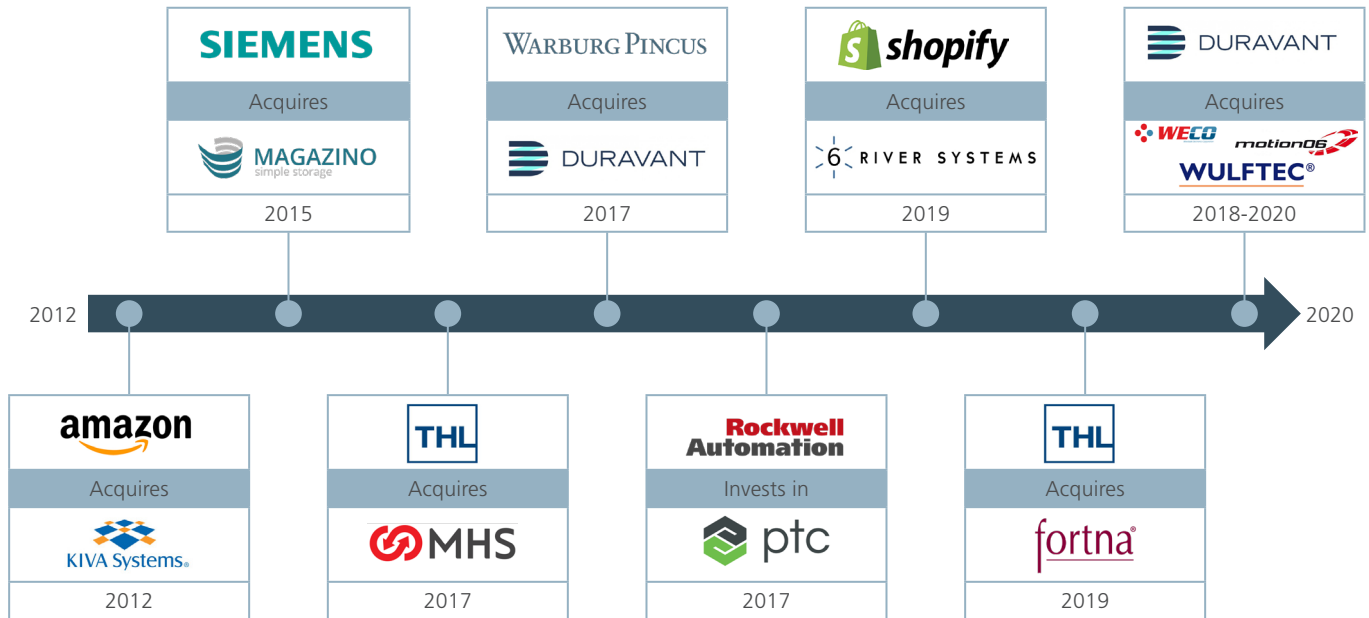 SIEMENS
Acquires
MAGAZINO
simple storage
2015
WARBURG PINCUS
Acquires
DURAVANT
2017
shopify
Acquires
6 RIVER SYSTEMS
2019
DURAVANT
Acquires
WECO
motion06
WULFTEC®
2018-2020
2012
2020
amazon
Acquires
KIVA Systems®
2012
THL
Acquires
MHS
2017
Rockwell
Automation
Invests in
ptc
2017
THL
Acquires
fortna®
2019